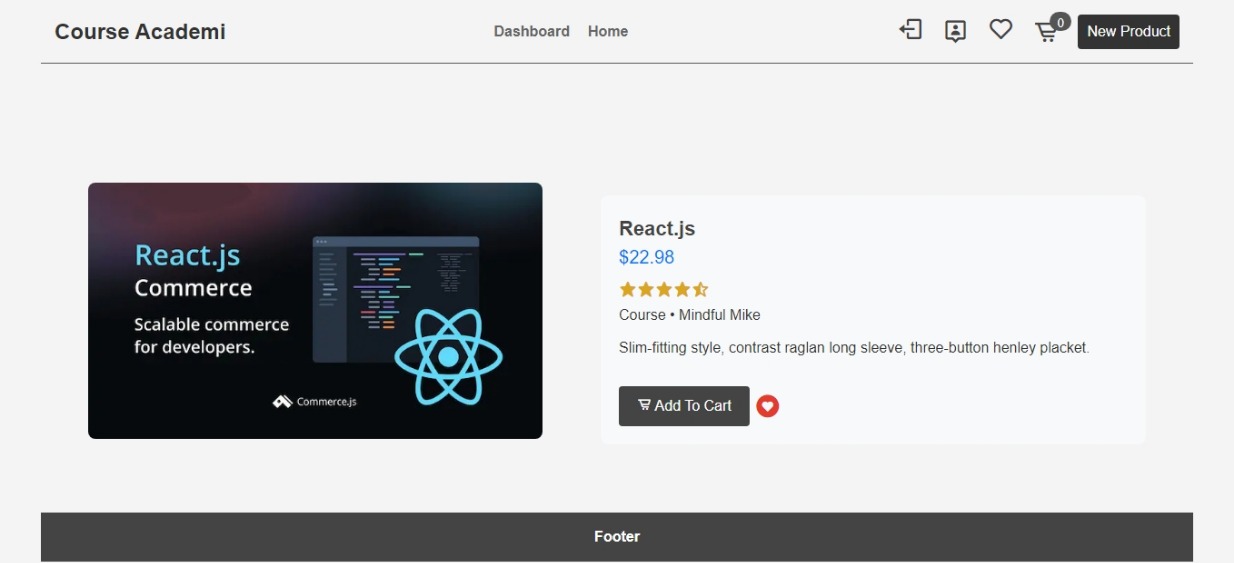 Course Academi
Dashboard Home
0
New Product
React.js
Commerce
Scalable commerce
for developers.
Commerce.js
React.js
$22.98
Course • Mindful Mike
Slim-fitting style, contrast raglan long sleeve, three-button henley placket.
Add To Cart
Footer